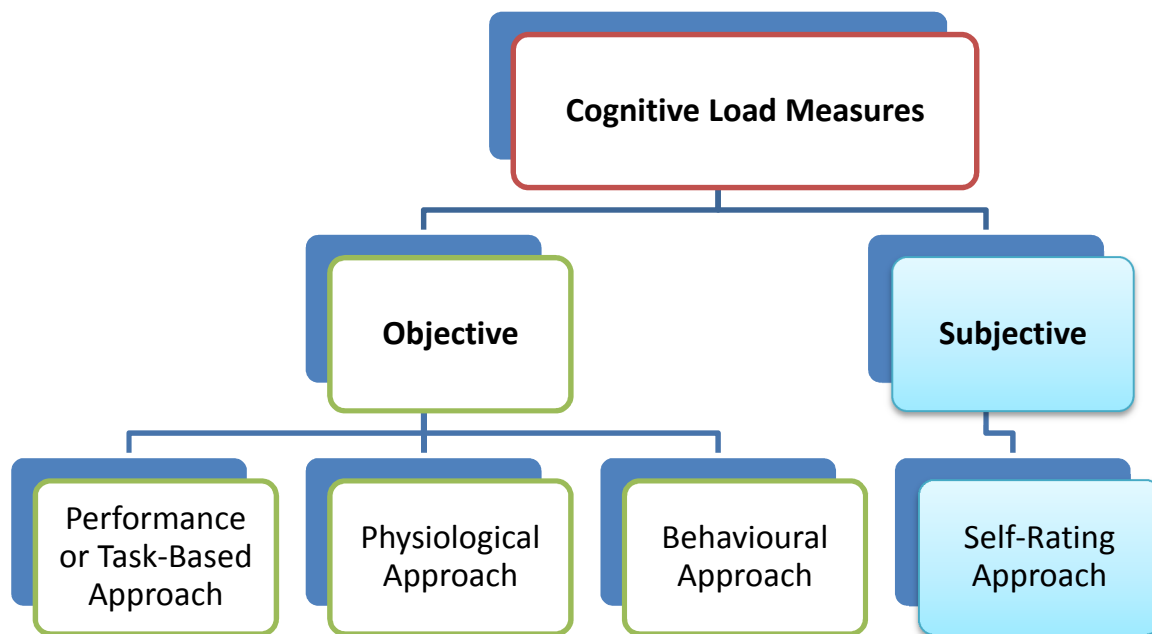 Cognitive Load Measures
Objective
Subjective
Performance
or Task-Based
Approach
Physiological
Approach
Behavioural
Approach
Self-Rating
Approach